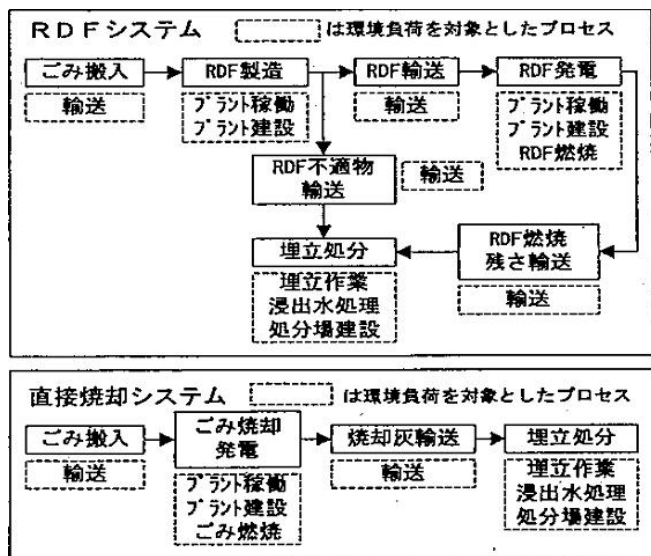 RDFシステム
は環境負荷を対象としたプロセス
ごみ搬入
RDF製造
RDF輸送
RDF発電
輸送
プラント稼働
プラント建設
輸送
プラント稼働
プラント建設
RDF燃焼
RDF不適物
輸送
輸送
埋立処分
RDF燃焼
残さ輸送
埋立作業
浸出水処理
処分場建設
輸送
直接焼却システム
は環境負荷を対象としたプロセス
ごみ搬入
ごみ焼却
発電
焼却灰輸送
埋立処分
輸送
プラント稼働
プラント建設
ごみ燃焼
輸送
埋立作業
浸出水処理
処分場建設